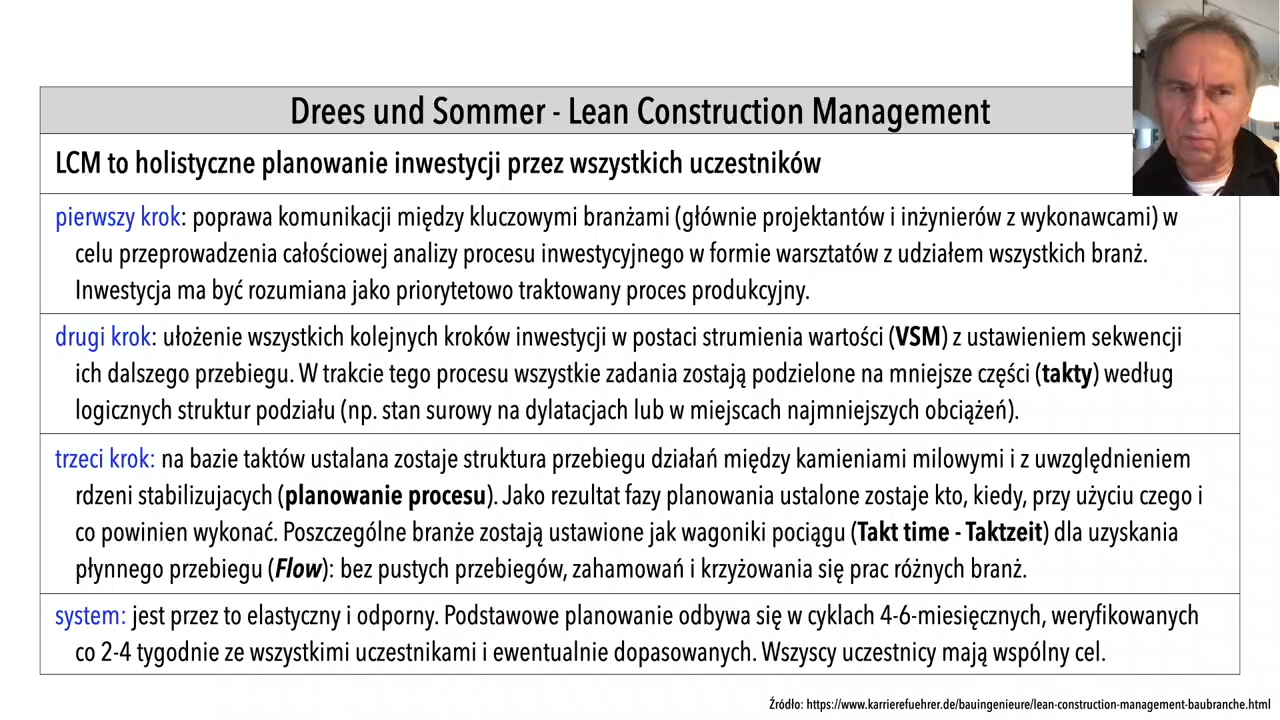 Drees und Sommer - Lean Construction Management
LCM to holistyczne planowanie inwestycji przez wszystkich uczestników
pierwszy krok: poprawa komunikacji między kluczowymi branżami (głównie projektantów i inżynierów z wykonawcami) w
celu przeprowadzenia całościowej analizy procesu inwestycyjnego w formie warsztatów z udziałem wszystkich branż.
Inwestycja ma być rozumiana jako priorytetowo traktowany proces produkcyjny.
drugi krok: ułożenie wszystkich kolejnych kroków inwestycji w postaci strumienia wartości (VSM) z ustawieniem sekwencji
ich dalszego przebiegu. W trakcie tego procesu wszystkie zadania zostają podzielone na mniejsze części (takty) według
logicznych struktur podziału (np. stan surowy na dylatacjach lub w miejscach najmniejszych obciążeń).
trzeci krok: na bazie taktów ustalana zostaje struktura przebiegu działań między kamieniami milowymi i z uwzględnieniem
rdzeni stabilizujacych (planowanie procesu). Jako rezultat fazy planowania ustalone zostaje kto, kiedy, przy użyciu czego i
co powinien wykonać. Poszczególne branże zostają ustawione jak wagoniki pociągu (Takt time - Taktzeit) dla uzyskania
płynnego przebiegu (Flow): bez pustych przebiegów, zahamowań i krzyżowania się prac różnych branż.
system: jest przez to elastyczny i odporny. Podstawowe planowanie odbywa się w cyklach 4-6-miesięcznych, weryfikowanych
co 2-4 tygodnie ze wszystkimi uczestnikami i ewentualnie dopasowanych. Wszyscy uczestnicy mają wspólny cel.
Źródło: https://www.karrierefuehrer.de/bauingenieure/lean-construction-management-baubranche.html